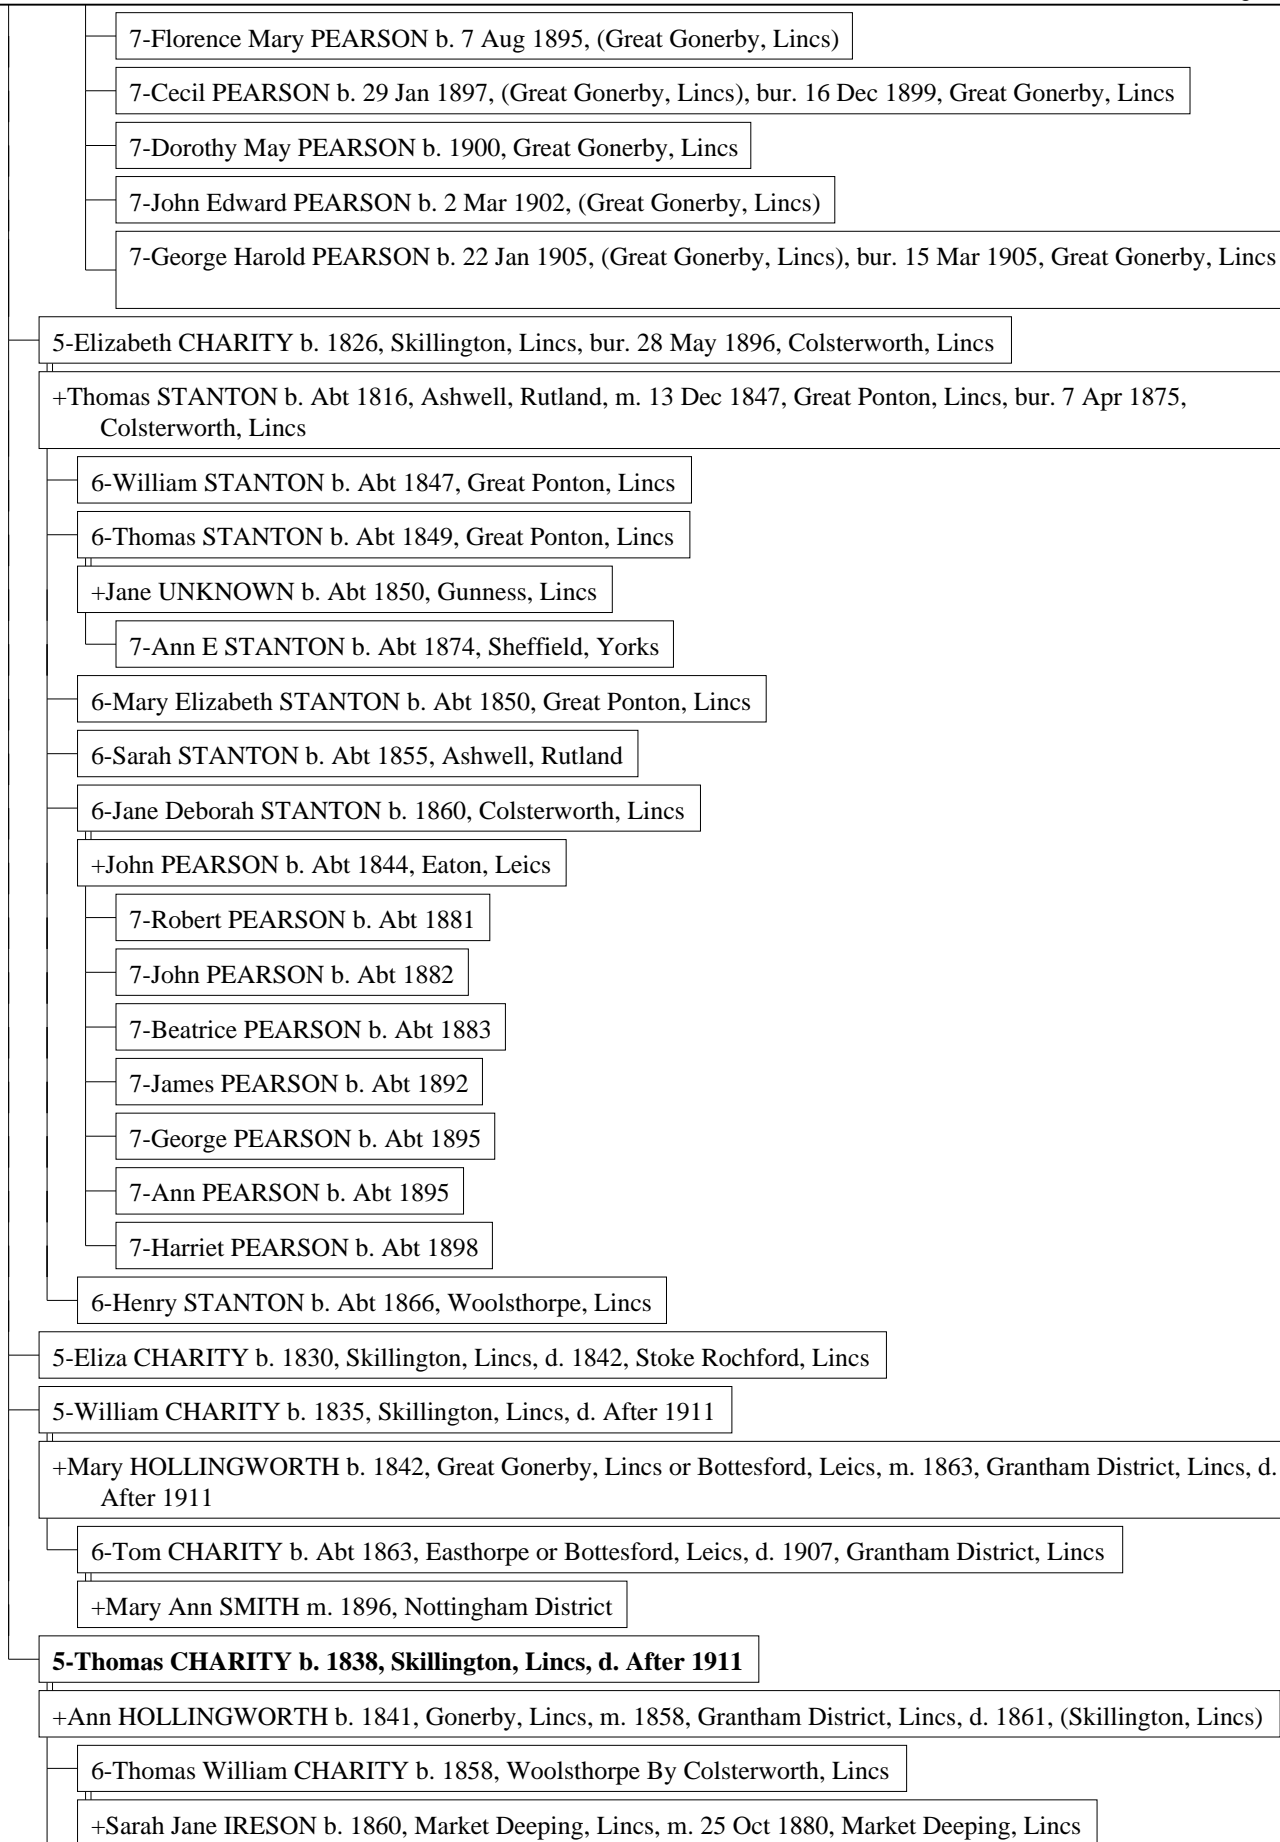 7-Florence Mary PEARSON b. 7 Aug 1895, (Great Gonerby, Lincs)
7-Cecil PEARSON b. 29 Jan 1897, (Great Gonerby, Lincs), bur. 16 Dec 1899, Great Gonerby, Lincs
7-Dorothy May PEARSON b. 1900, Great Gonerby, Lincs
7-John Edward PEARSON b. 2 Mar 1902, (Great Gonerby, Lincs)
7-George Harold PEARSON b. 22 Jan 1905, (Great Gonerby, Lincs), bur. 15 Mar 1905, Great Gonerby, Lincs
5-Elizabeth CHARITY b. 1826, Skillington, Lincs, bur. 28 May 1896, Colsterworth, Lincs
+Thomas STANTON b. Abt 1816, Ashwell, Rutland, m. 13 Dec 1847, Great Ponton, Lincs, bur. 7 Apr 1875,
Colsterworth, Lincs
6-William STANTON b. Abt 1847, Great Ponton, Lincs
6-Thomas STANTON b. Abt 1849, Great Ponton, Lincs
+Jane UNKNOWN b. Abt 1850, Gunness, Lincs
7-Ann E STANTON b. Abt 1874, Sheffield, Yorks
6-Mary Elizabeth STANTON b. Abt 1850, Great Ponton, Lincs
6-Sarah STANTON b. Abt 1855, Ashwell, Rutland
6-Jane Deborah STANTON b. 1860, Colsterworth, Lincs
+John PEARSON b. Abt 1844, Eaton, Leics
7-Robert PEARSON b. Abt 1881
7-John PEARSON b. Abt 1882
7-Beatrice PEARSON b. Abt 1883
7-James PEARSON b. Abt 1892
7-George PEARSON b. Abt 1895
7-Ann PEARSON b. Abt 1895
7-Harriet PEARSON b. Abt 1898
6-Henry STANTON b. Abt 1866, Woolsthorpe, Lincs
5-Eliza CHARITY b. 1830, Skillington, Lincs, d. 1842, Stoke Rochford, Lincs
5-William CHARITY b. 1835, Skillington, Lincs, d. After 1911
+Mary HOLLINGWORTH b. 1842, Great Gonerby, Lincs or Bottesford, Leics, m. 1863, Grantham District, Lincs, d.
After 1911
6-Tom CHARITY b. Abt 1863, Easthorpe or Bottesford, Leics, d. 1907, Grantham District, Lincs
+Mary Ann SMITH m. 1896, Nottingham District
5-Thomas CHARITY b. 1838, Skillington, Lincs, d. After 1911
+Ann HOLLINGWORTH b. 1841, Gonerby, Lincs, m. 1858, Grantham District, Lincs, d. 1861, (Skillington, Lincs)
6-Thomas William CHARITY b. 1858, Woolsthorpe By Colsterworth, Lincs
+Sarah Jane IRESON b. 1860, Market Deeping, Lincs, m. 25 Oct 1880, Market Deeping, Lincs